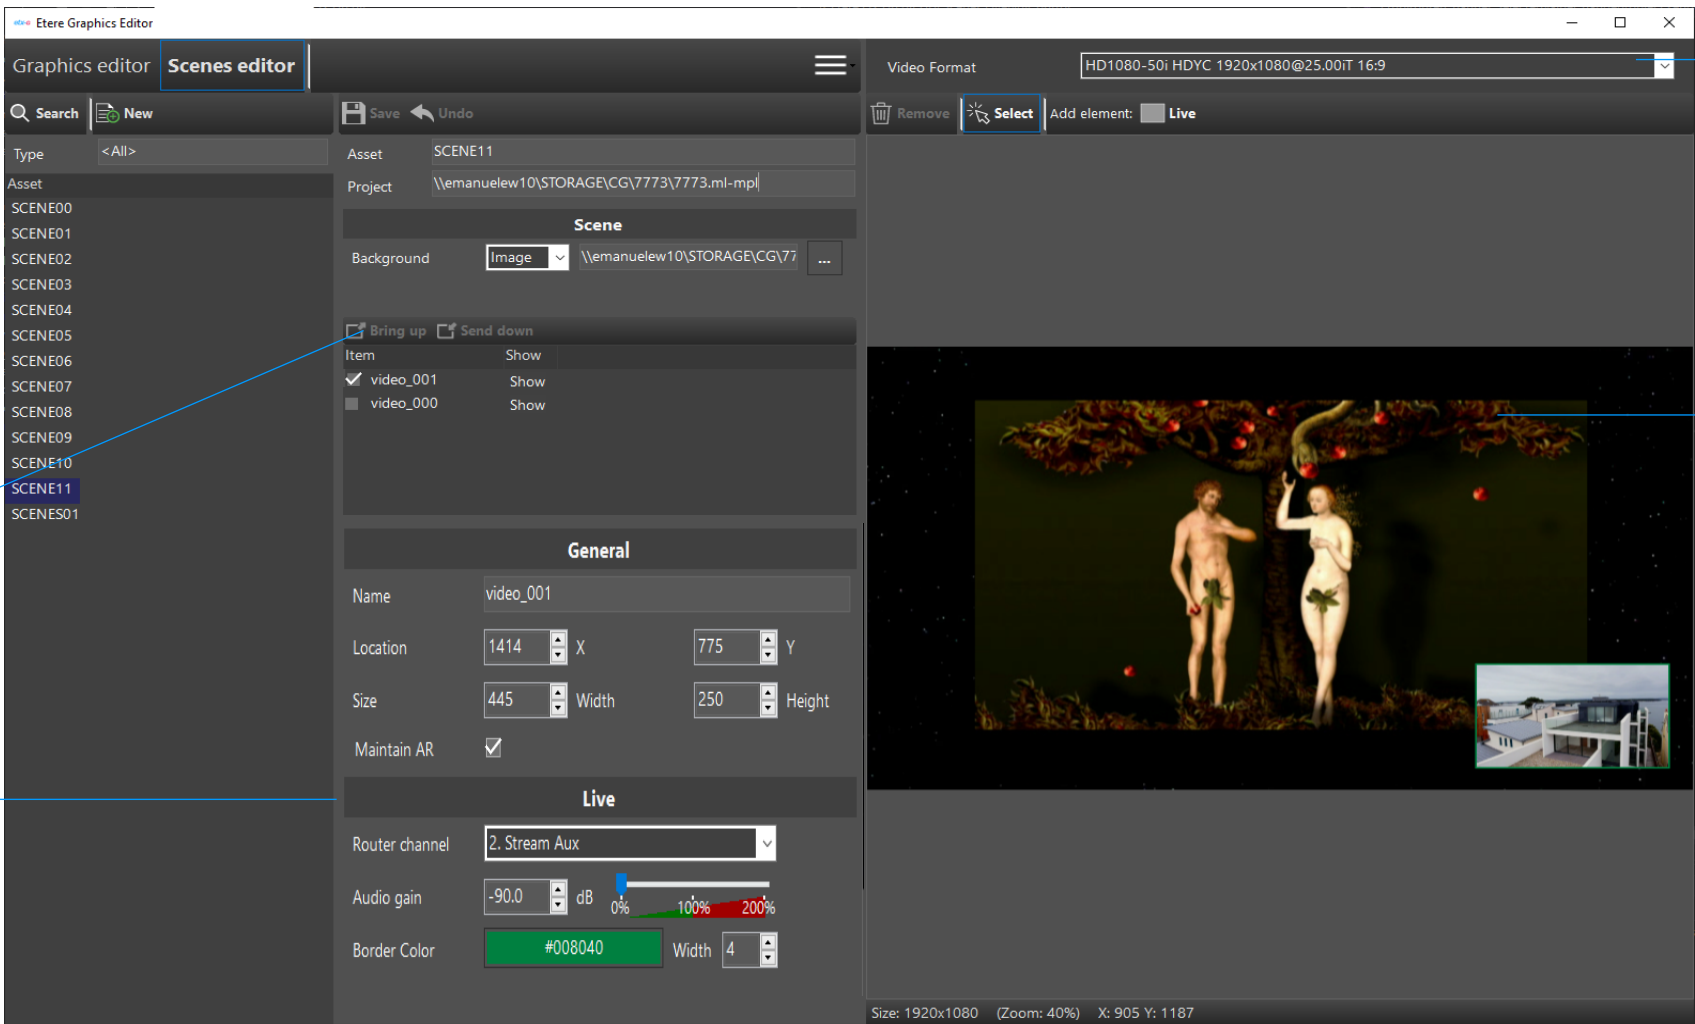 etere Etere Graphics Editor
Graphics editor Scenes editor
Video Format HD1080-50i HDYC 1920x1080@25.00iT 16:9
Search New
Save Undo
Remove Select Add element: Live
Type <All>
Asset
SCENE00
SCENE01
SCENE02
SCENE03
SCENE04
SCENE05
SCENE06
SCENE07
SCENE08
SCENE09
SCENE10
SCENE11
SCENES01
Asset SCENE11
Project \\emanuelew10\STORAGE\CG\7773\7773.ml-mpl
Scene
Background Image \\emanuelew10\STORAGE\CG\77 ...
Bring up Send down
Item Show
video_001 Show
video_000 Show
General
Name video_001
Location 1414 X 775 Y
Size 445 Width 250 Height
Maintain AR
Live
Router channel 2. Stream Aux
Audio gain -90.0 dB 0% 100% 200%
Border Color #008040 Width 4
Size: 1920x1080 (Zoom: 40%) X: 905 Y: 1187